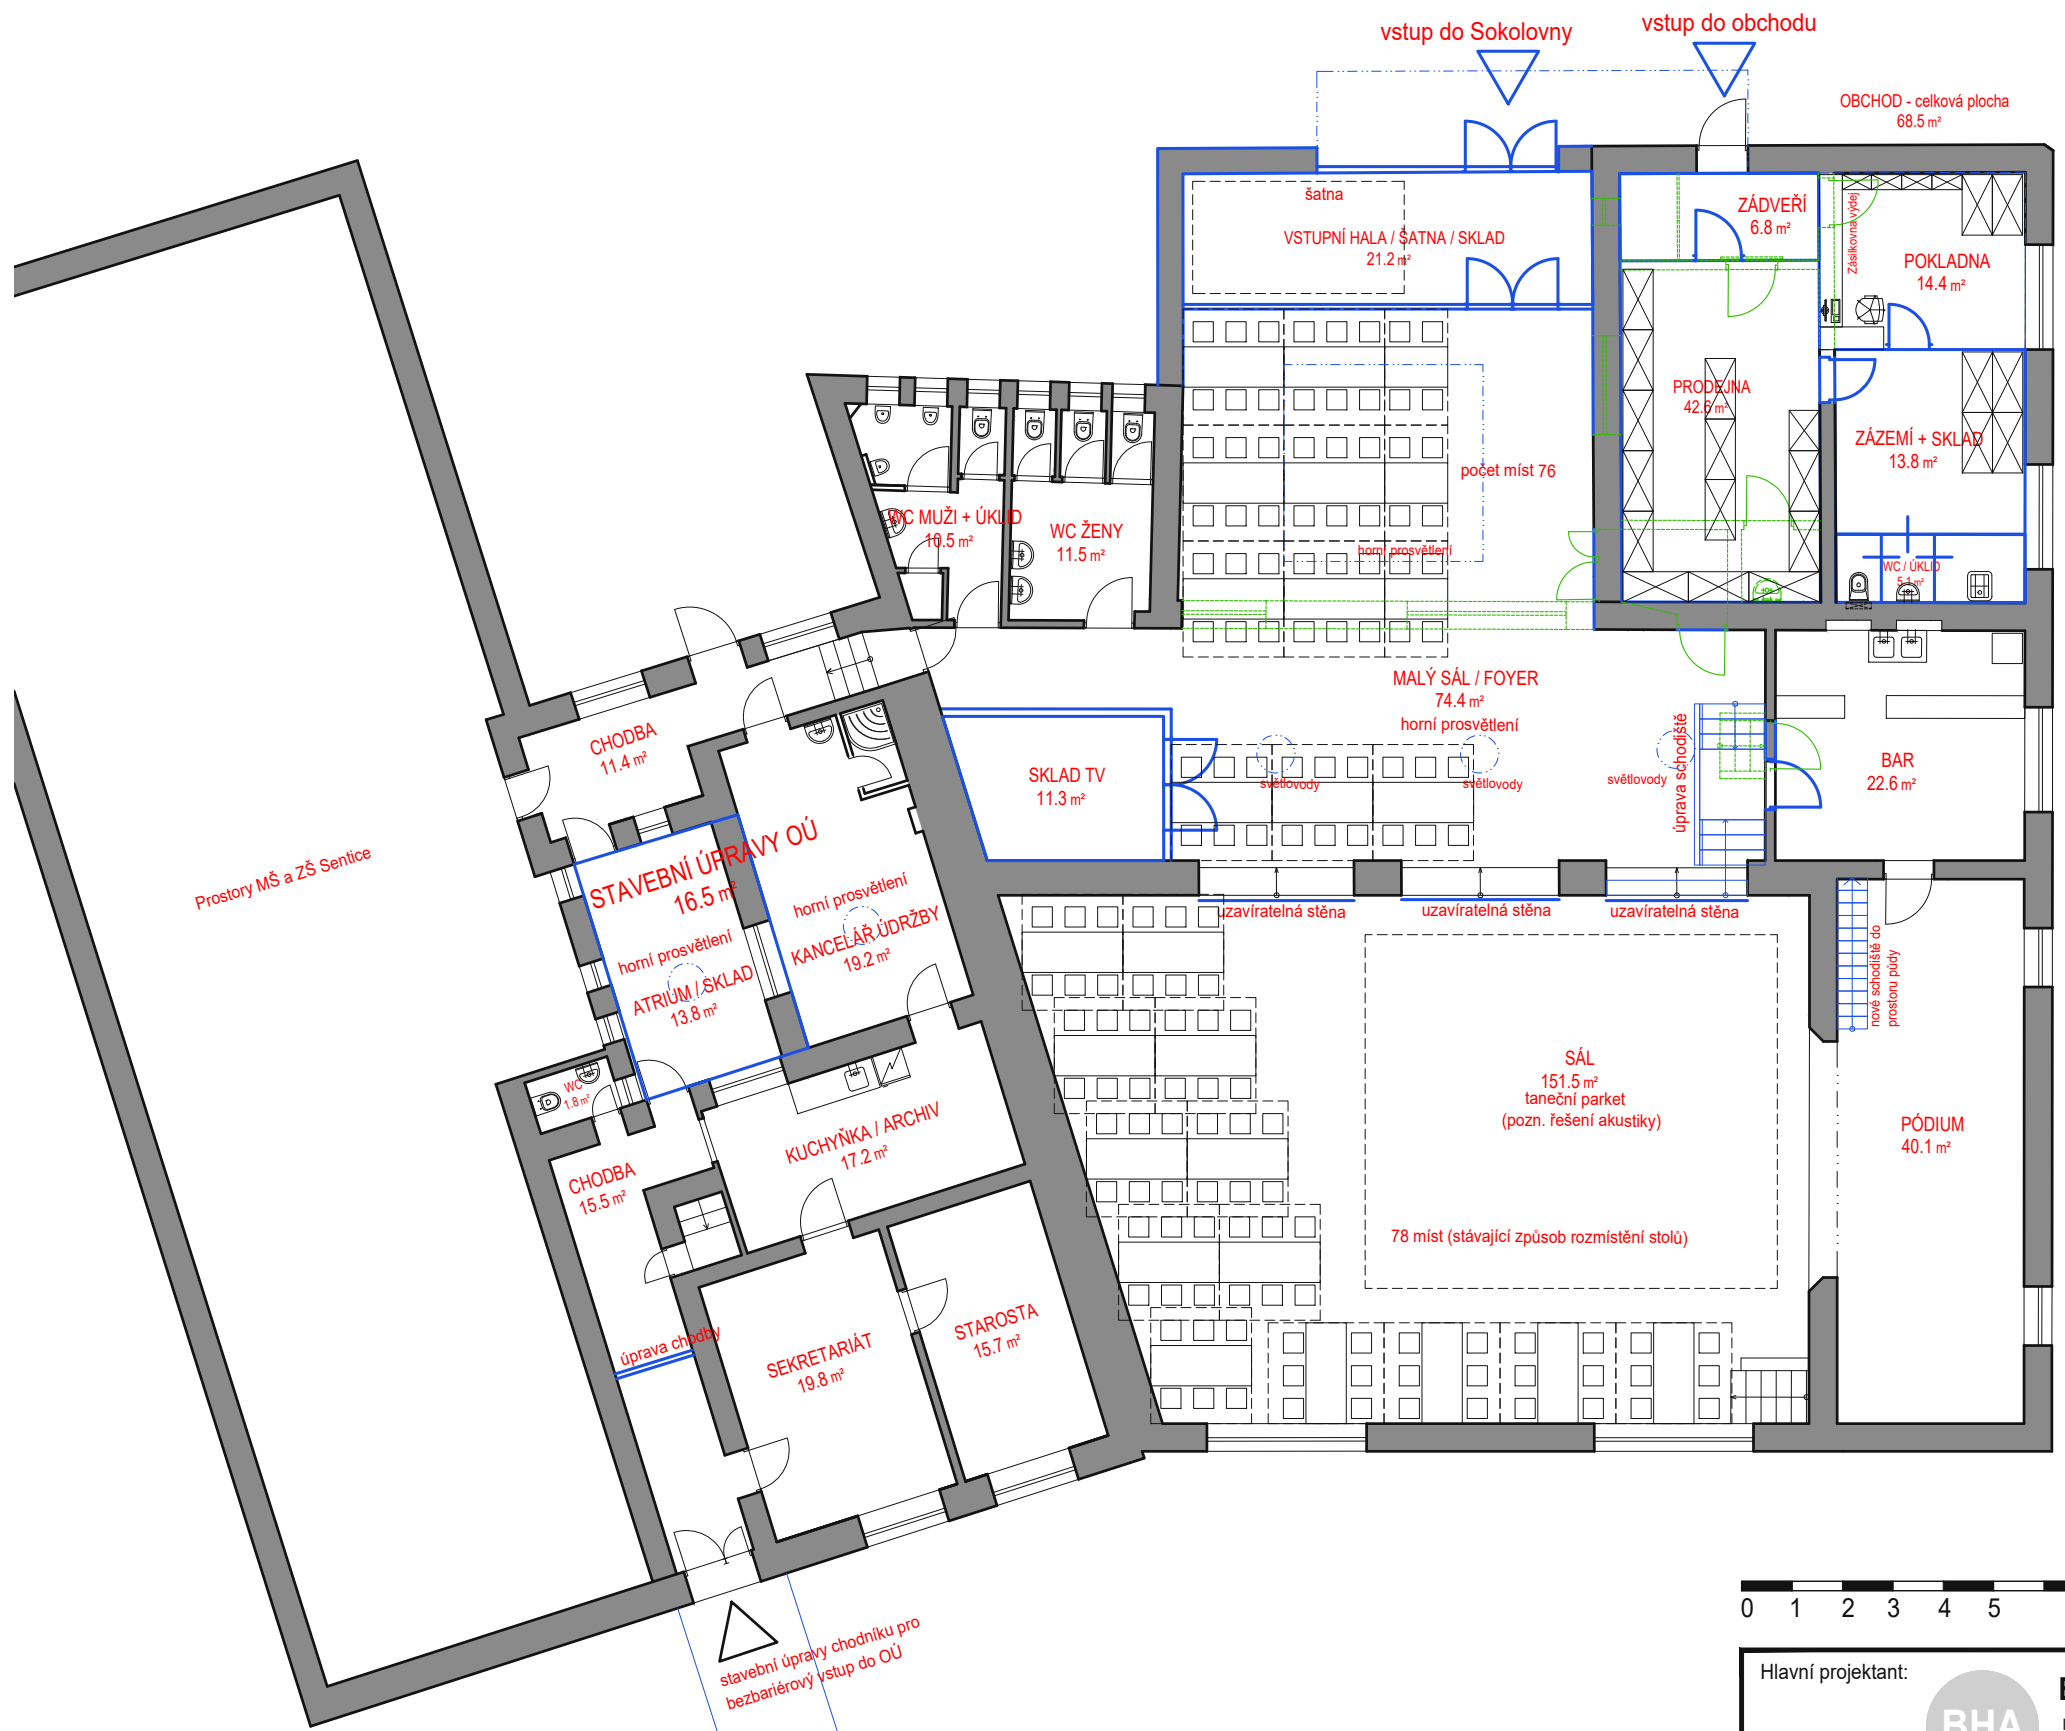 vstup do Sokolovny
vstup do obchodu
OBCHOD - celková plocha
68.5 m²
šatna
VSTUPNÍ HALA / ŠATNA / SKLAD
21.2 m²
ZÁDVEŘÍ
6.8 m²
Zásilkovna výdej
POKLADNA
14.4 m²
PRODEJNA
42.6 m²
ZÁZEMÍ + SKLAD
13.8 m²
WC / ÚKLID
5.1 m²
počet míst 76
horní prosvětlení
WC MUŽI + ÚKLID
10.5 m²
WC ŽENY
11.5 m²
MALÝ SÁL / FOYER
74.4 m²
horní prosvětlení
SKLAD TV
11.3 m²
světlovody
světlovody
světlovody
úprava schodiště
BAR
22.6 m²
CHODBA
11.4 m²
STAVEBNÍ ÚPRAVY OÚ
16.5 m²
horní prosvětlení
KANCELÁŘ ÚDRŽBY
19.2 m²
horní prosvětlení
ATRIUM / SKLAD
13.8 m²
Prostory MŠ a ZŠ Sentice
uzavíratelná stěna
uzavíratelná stěna
uzavíratelná stěna
nové schodiště do
prostoru půdy
SÁL
151.5 m²
taneční parket
(pozn. řešení akustiky)
PÓDIUM
40.1 m²
78 míst (stávající způsob rozmístění stolů)
WC
1.8 m²
KUCHYŇKA / ARCHIV
17.2 m²
CHODBA
15.5 m²
úprava chodby
SEKRETARIÁT
19.8 m²
STAROSTA
15.7 m²
stavební úpravy chodníku pro
bezbariérový vstup do OÚ
0 1 2 3 4 5
Hlavní projektant:
BHA